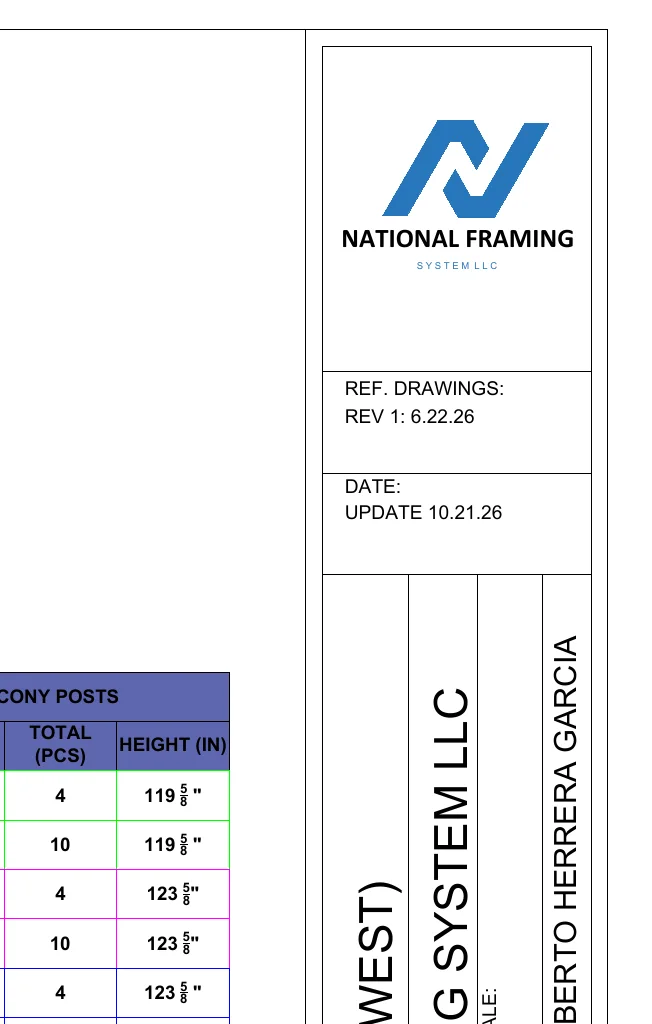 NATIONAL FRAMING
SYSTEM LLC
REF. DRAWINGS:
REV 1: 6.22.26
DATE:
UPDATE 10.21.26
CONY POSTS
TOTAL
(PCS)
HEIGHT (IN)
4
119 5/8 "
10
119 5/8 "
4
123 5/8"
10
123 5/8"
4
123 5/8 "
WEST)
G SYSTEM LLC
ALE:
BERTO HERRERA GARCIA